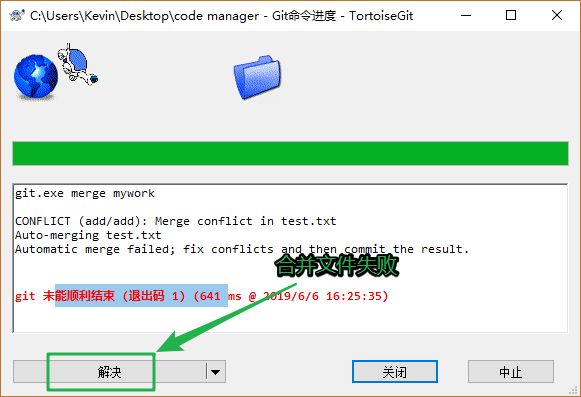 C:\Users\Kevin\Desktop\code manager - Git命令进度 - TortoiseGit
git.exe merge mywork
CONFLICT (add/add): Merge conflict in test.txt
Auto-merging test.txt
Automatic merge failed; fix conflicts and then commit the result.
合并文件失败
git 未能顺利结束 (退出码 1) (641 ms @ 2019/6/6 16:25:35)
解决
关闭
中止